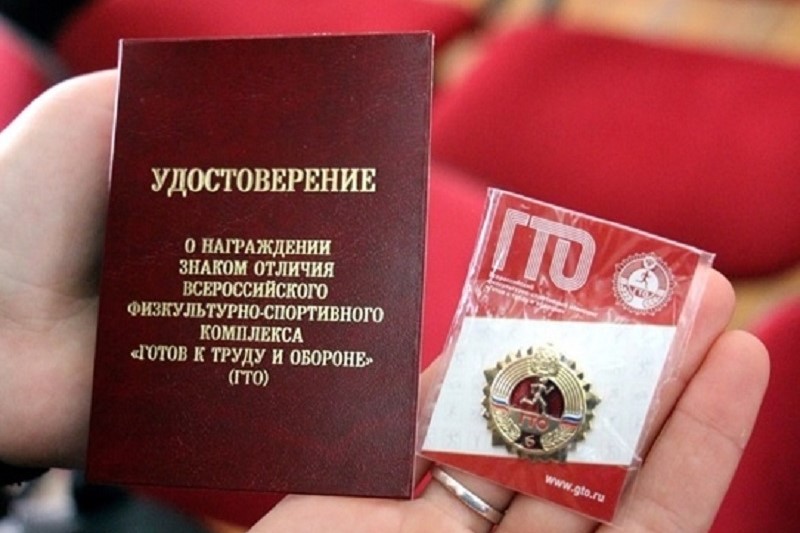 УДОСТОВЕРЕНИЕ
О НАГРАЖДЕНИИ
ЗНАКОМ ОТЛИЧИЯ
ВСЕРОССИЙСКОГО
ФИЗКУЛЬТУРНО-СПОРТИВНОГО
КОМПЛЕКСА
«ГОТОВ К ТРУДУ И ОБОРОНЕ»
(ГТО)
ГТО
ГТО
6
www.gto.ru